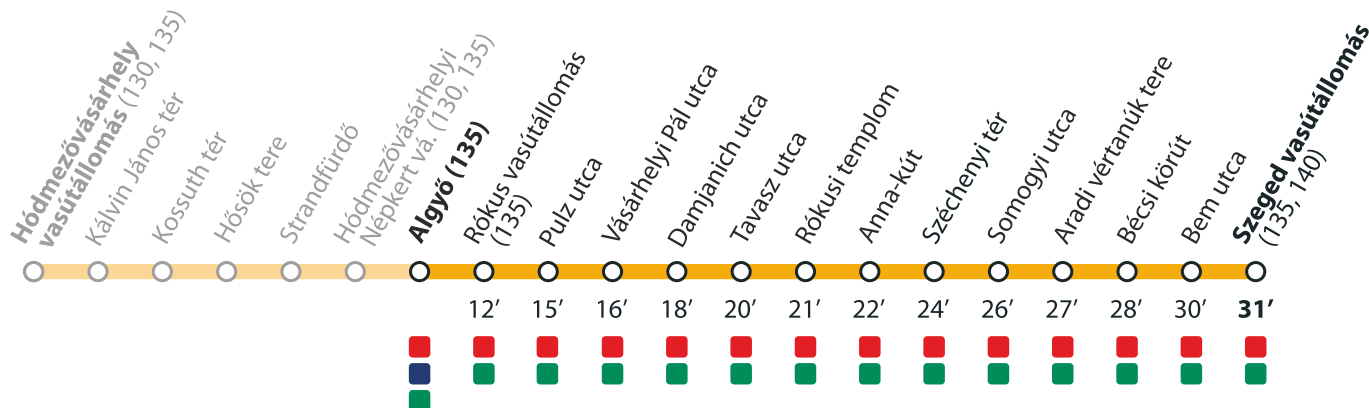 Hódmezővásárhely
vasútállomás (130, 135)
Kálvin János tér
Kossuth tér
Hősök tere
Strandfürdő
Hódmezővásárhelyi
Népkert vá. (130, 135)
Algyő (135)
Rókus vasútállomás
(135)
Pulz utca
Vásárhelyi Pál utca
Damjanich utca
Tavasz utca
Rókusi templom
Anna-kút
Széchenyi tér
Somogyi utca
Aradi vértanúk tere
Bécsi körút
Bem utca
Szeged vasútállomás
(135, 140)
12’ 15’ 16’ 18’ 20’ 21’ 22’ 24’ 26’ 27’ 28’ 30’ 31’